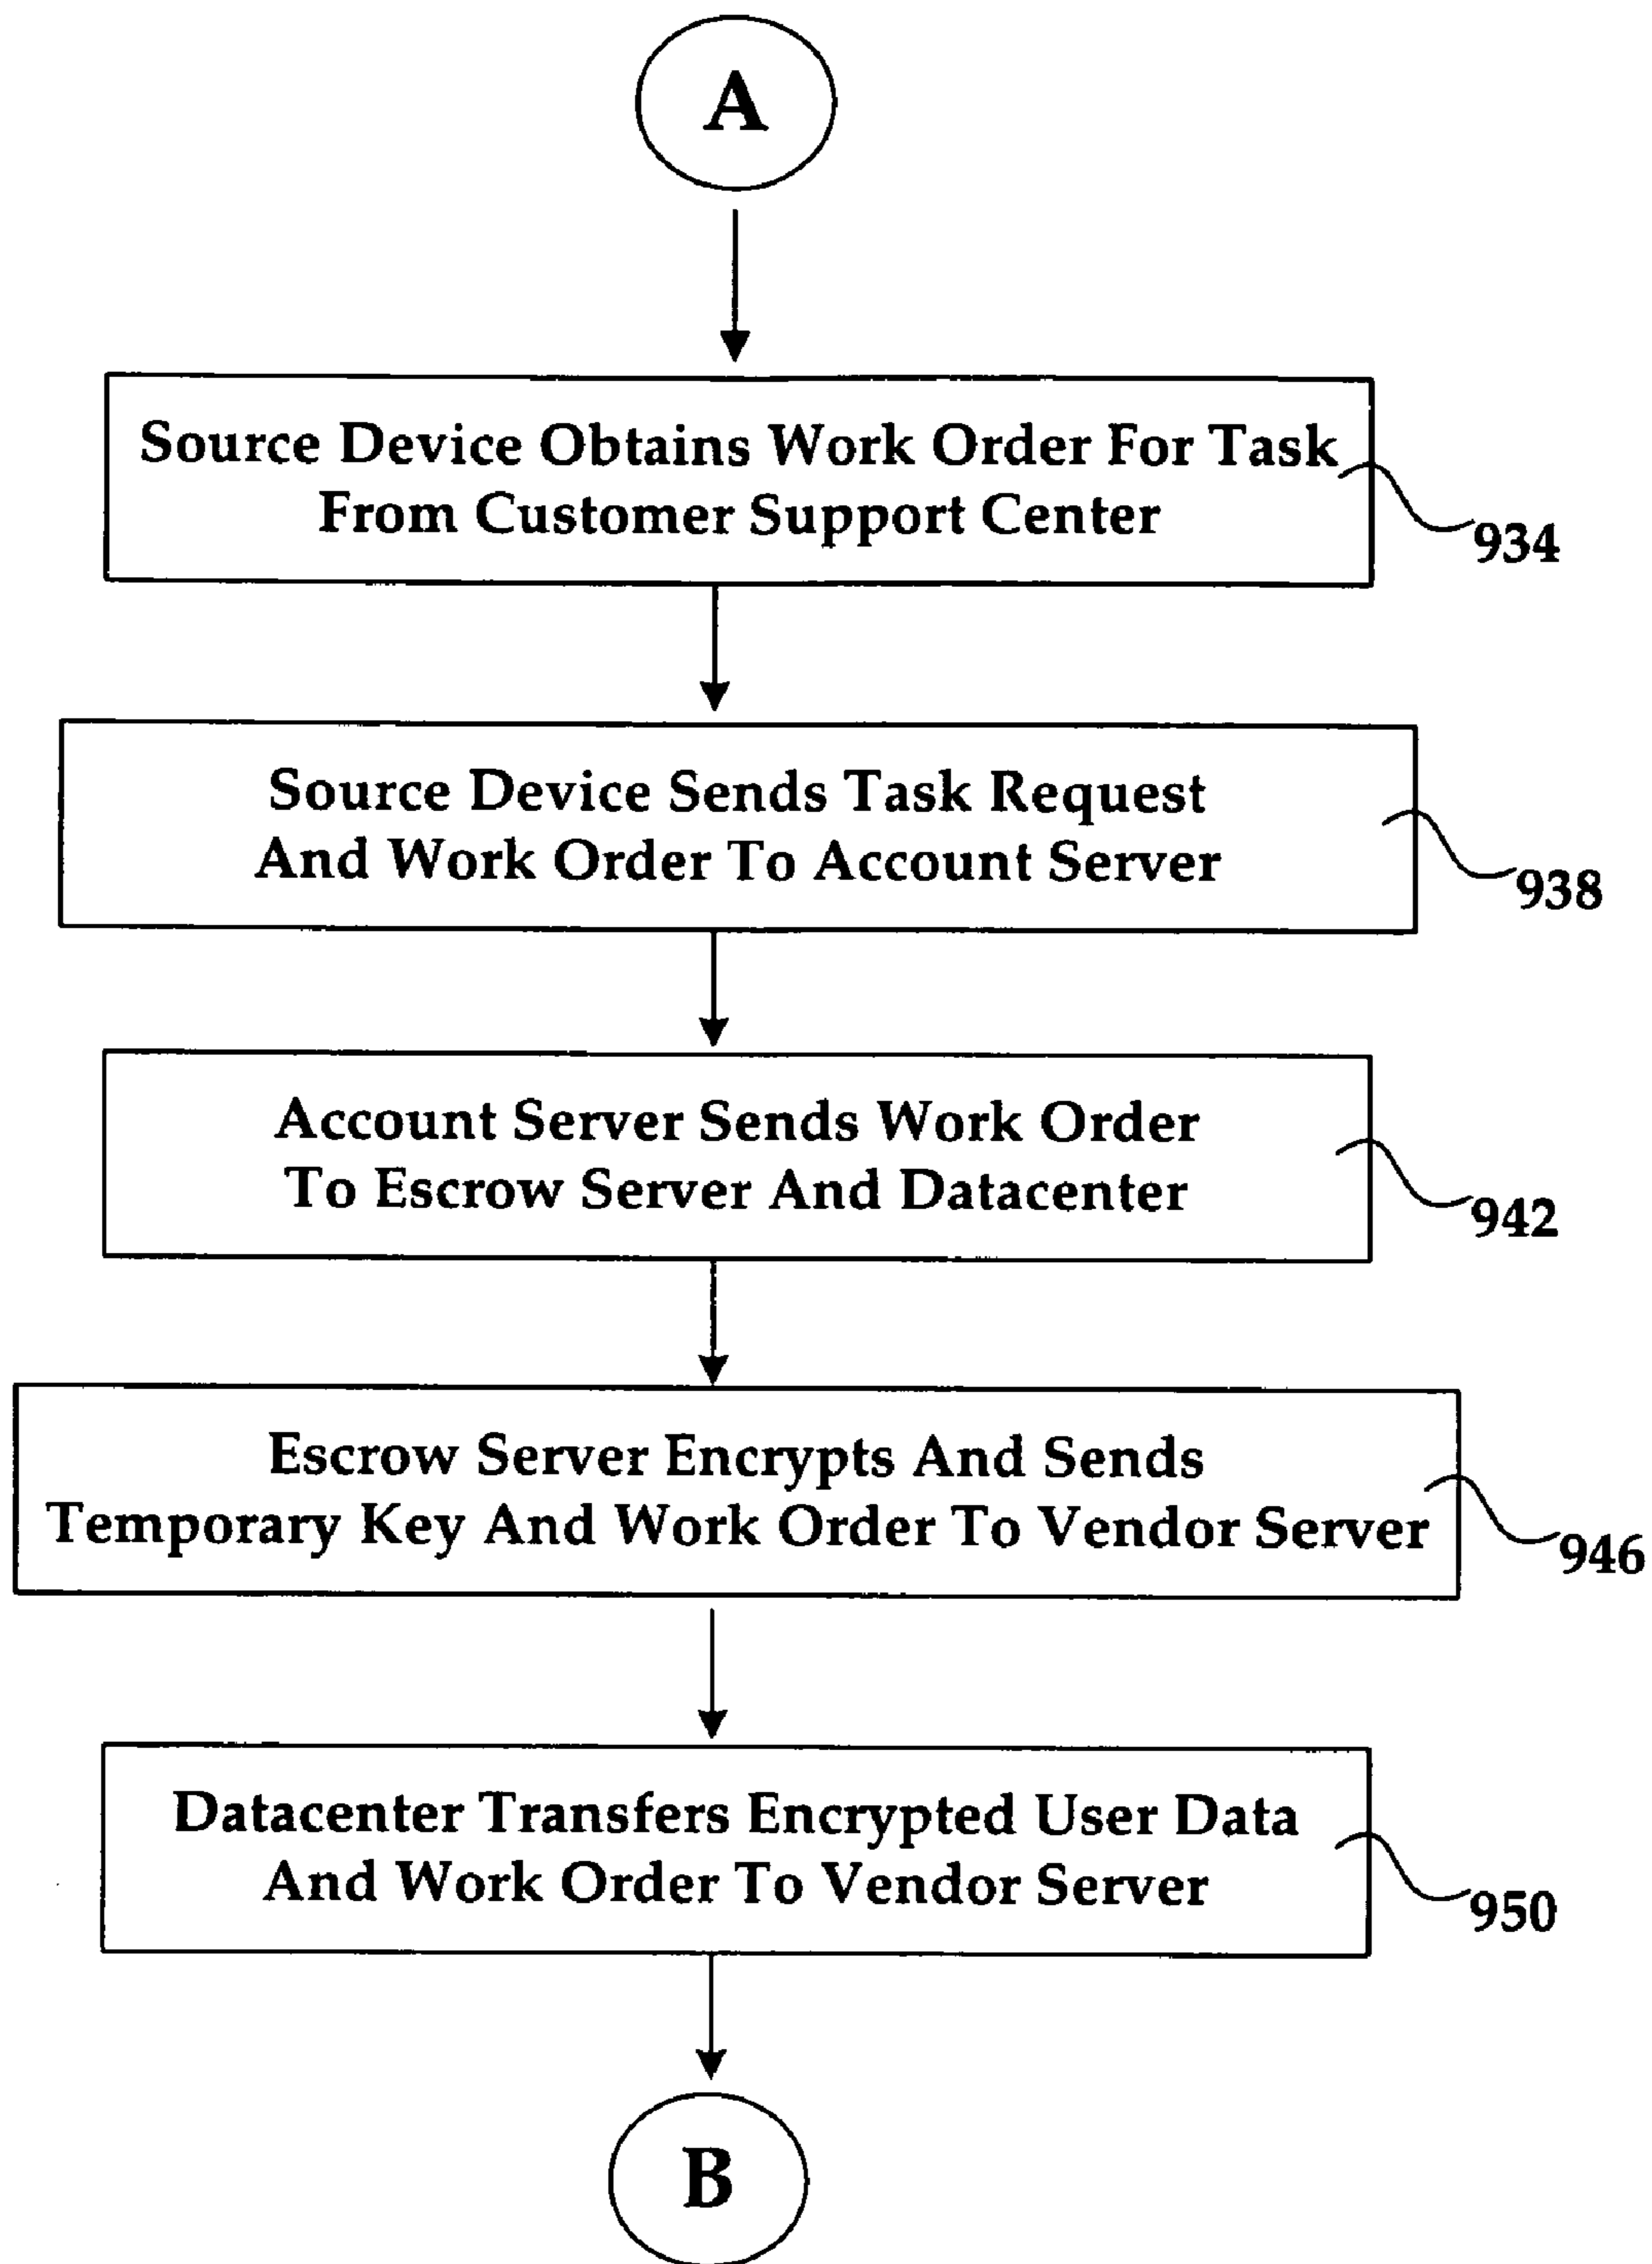 A
Source Device Obtains Work Order For Task
From Customer Support Center
934
Source Device Sends Task Request
And Work Order To Account Server
938
Account Server Sends Work Order
To Escrow Server And Datacenter
942
Escrow Server Encrypts And Sends
Temporary Key And Work Order To Vendor Server
946
Datacenter Transfers Encrypted User Data
And Work Order To Vendor Server
950
B